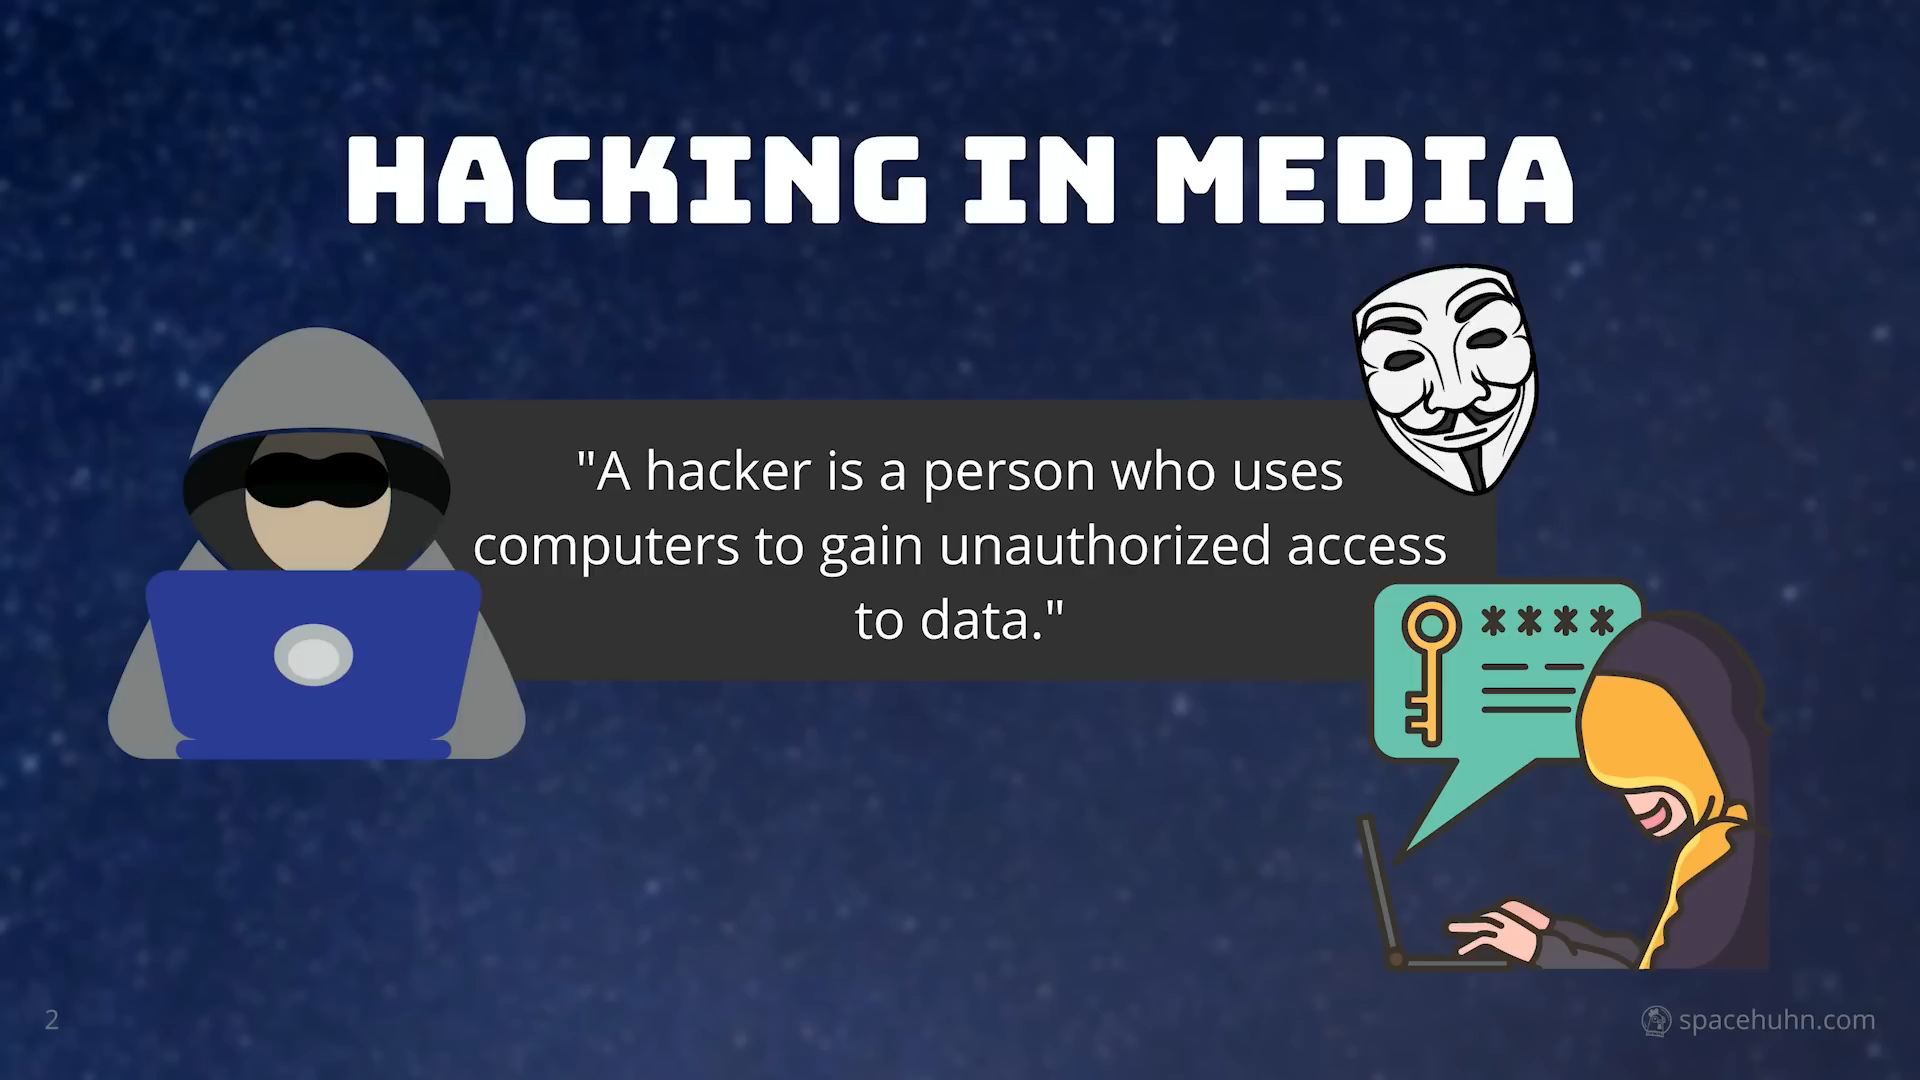 HACKING IN MEDIA
"A hacker is a person who uses
computers to gain unauthorized access
to data."
****
2
spacehuhn.com